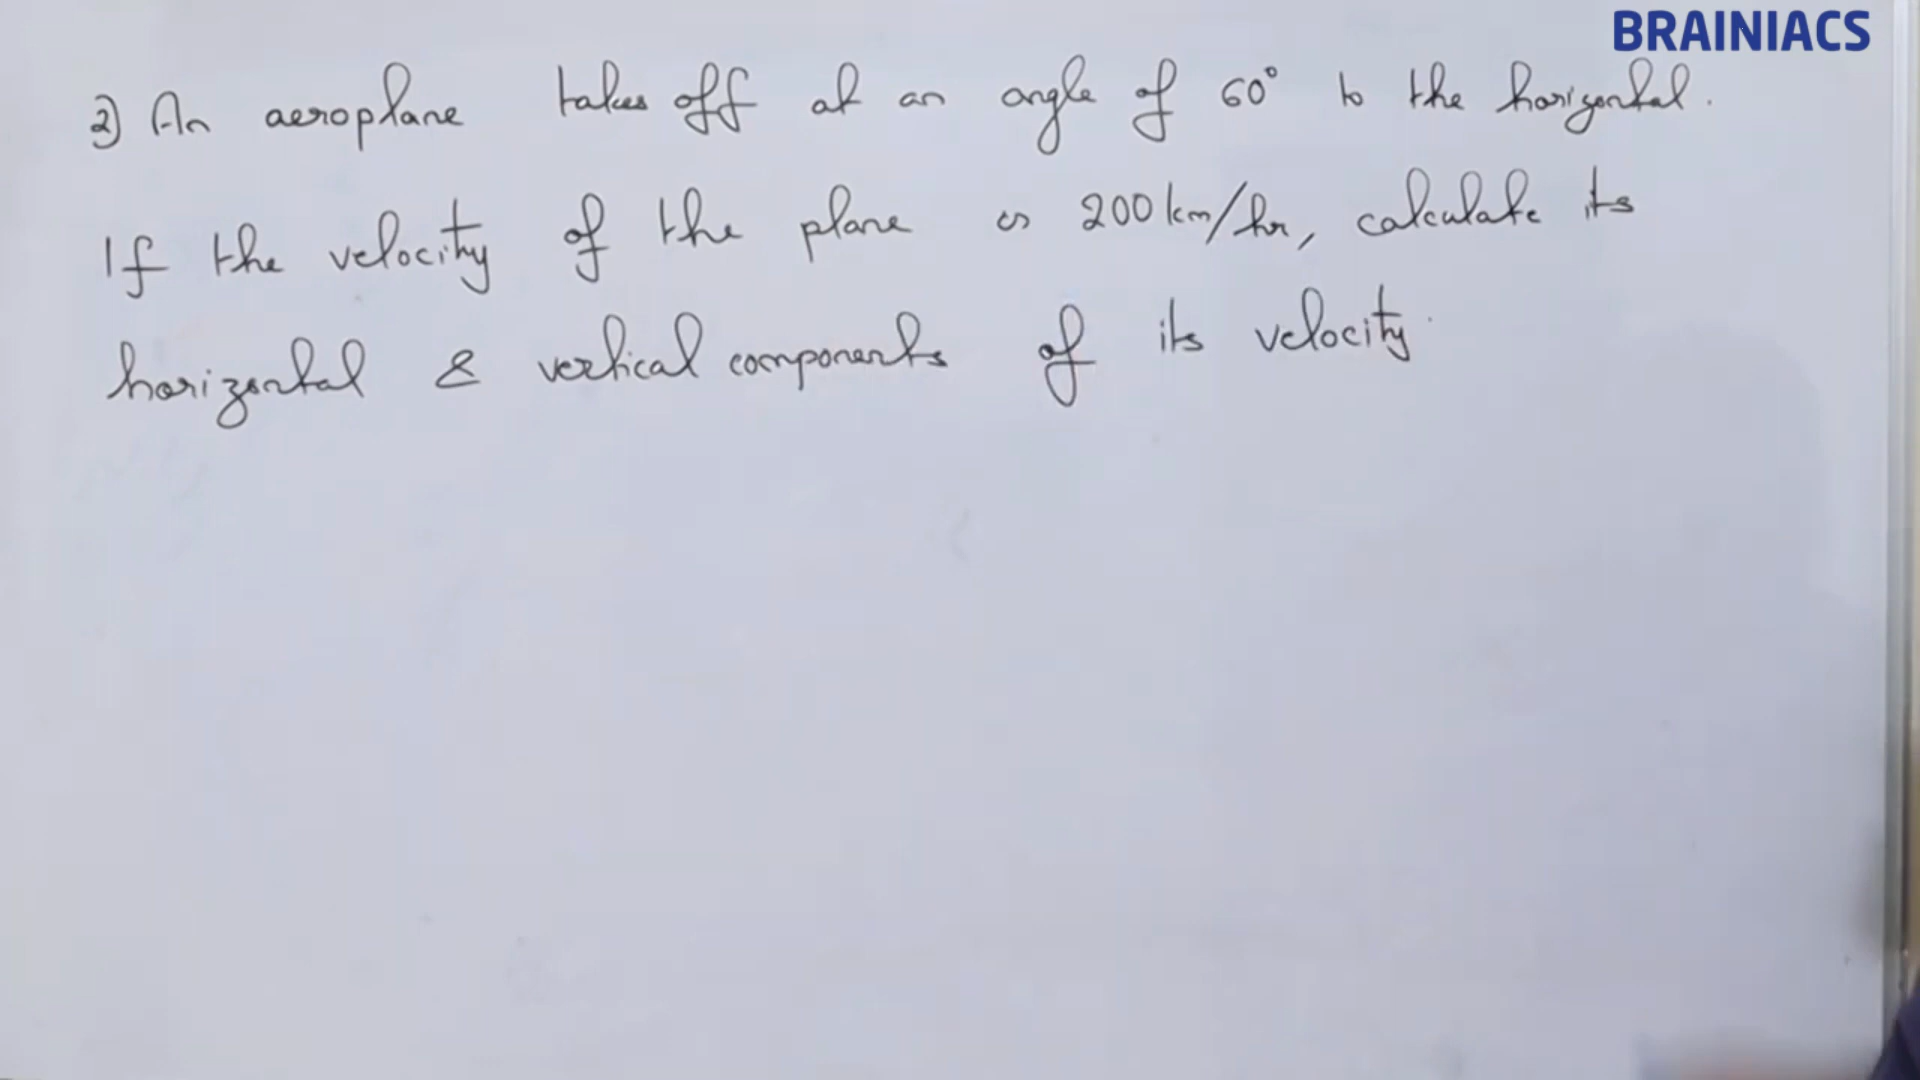 BRAINIACS
2) An aeroplane takes off at an angle of 60° to the horizontal.
If the velocity of the plane is 200 km/hr, calculate its
horizontal & vertical components of its velocity.